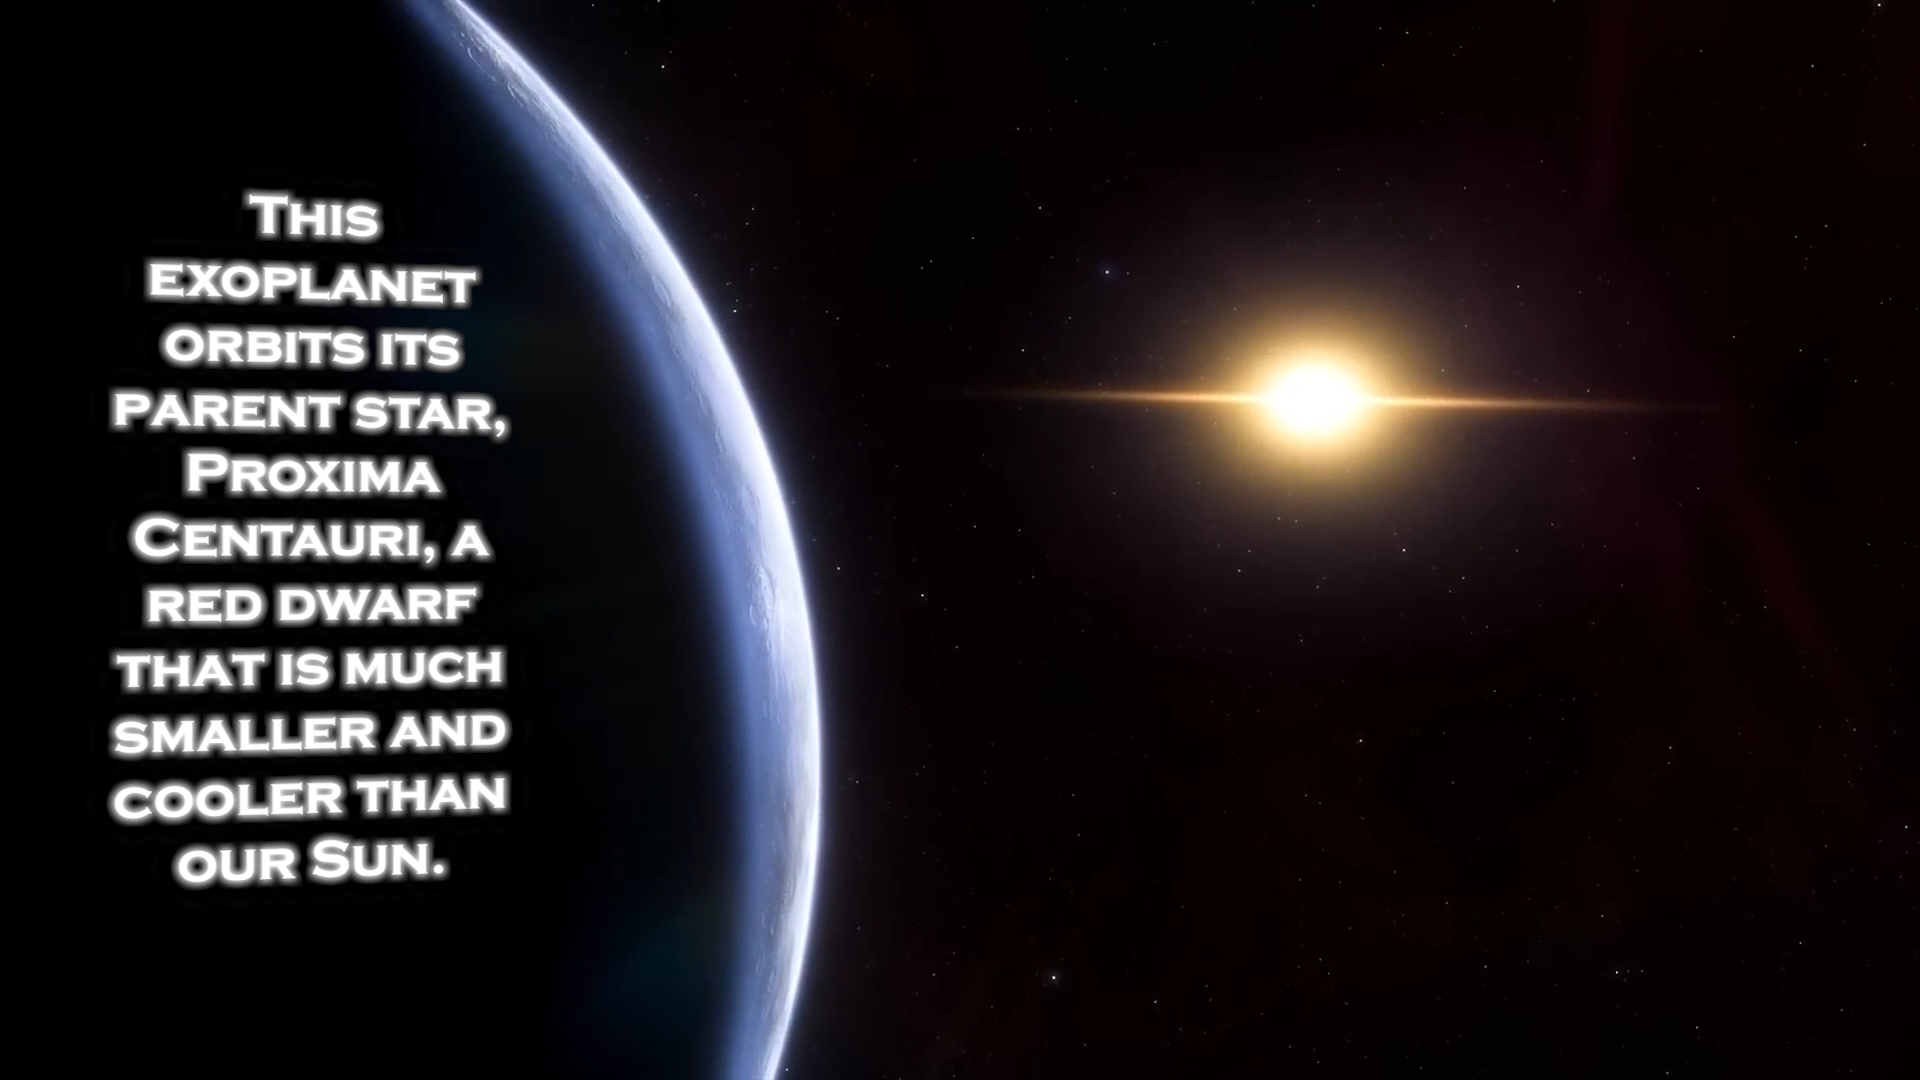 This
exoplanet
orbits its
parent star,
Proxima
Centauri, a
red dwarf
that is much
smaller and
cooler than
our Sun.